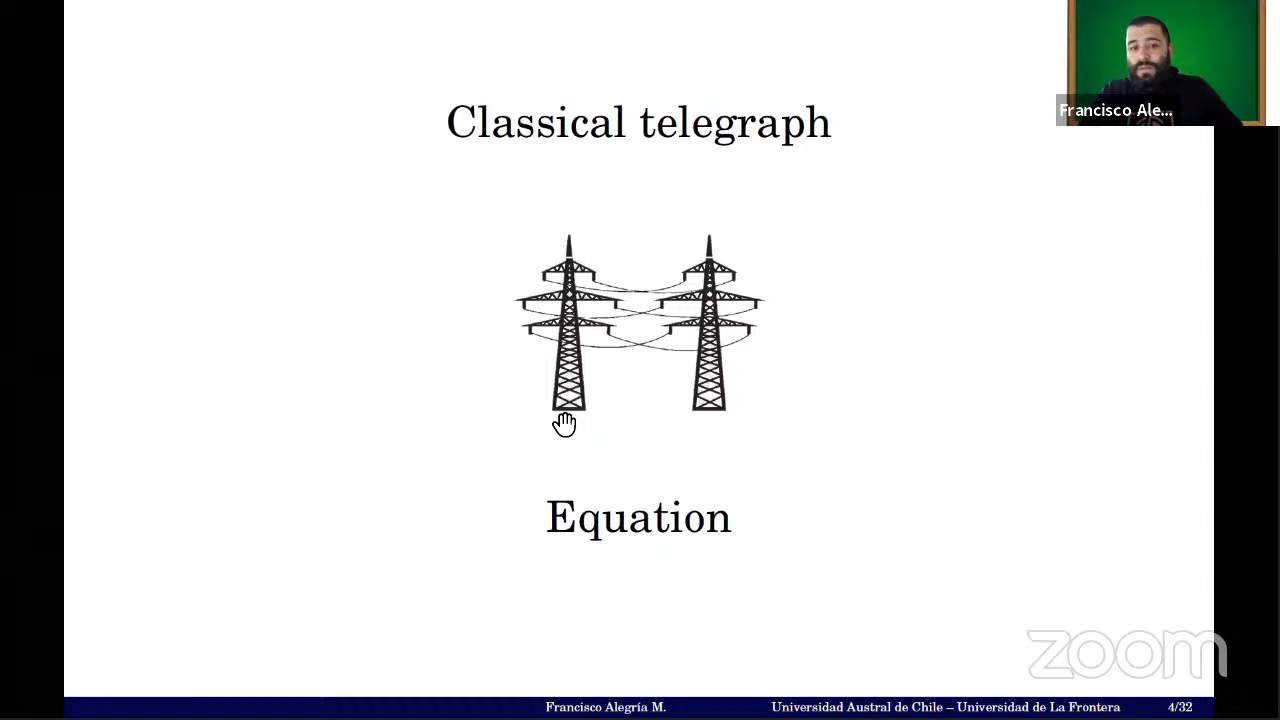 Francisco Ale...
Classical telegraph
Equation
zoom
Francisco Alegría M. Universidad Austral de Chile – Universidad de La Frontera 4/32